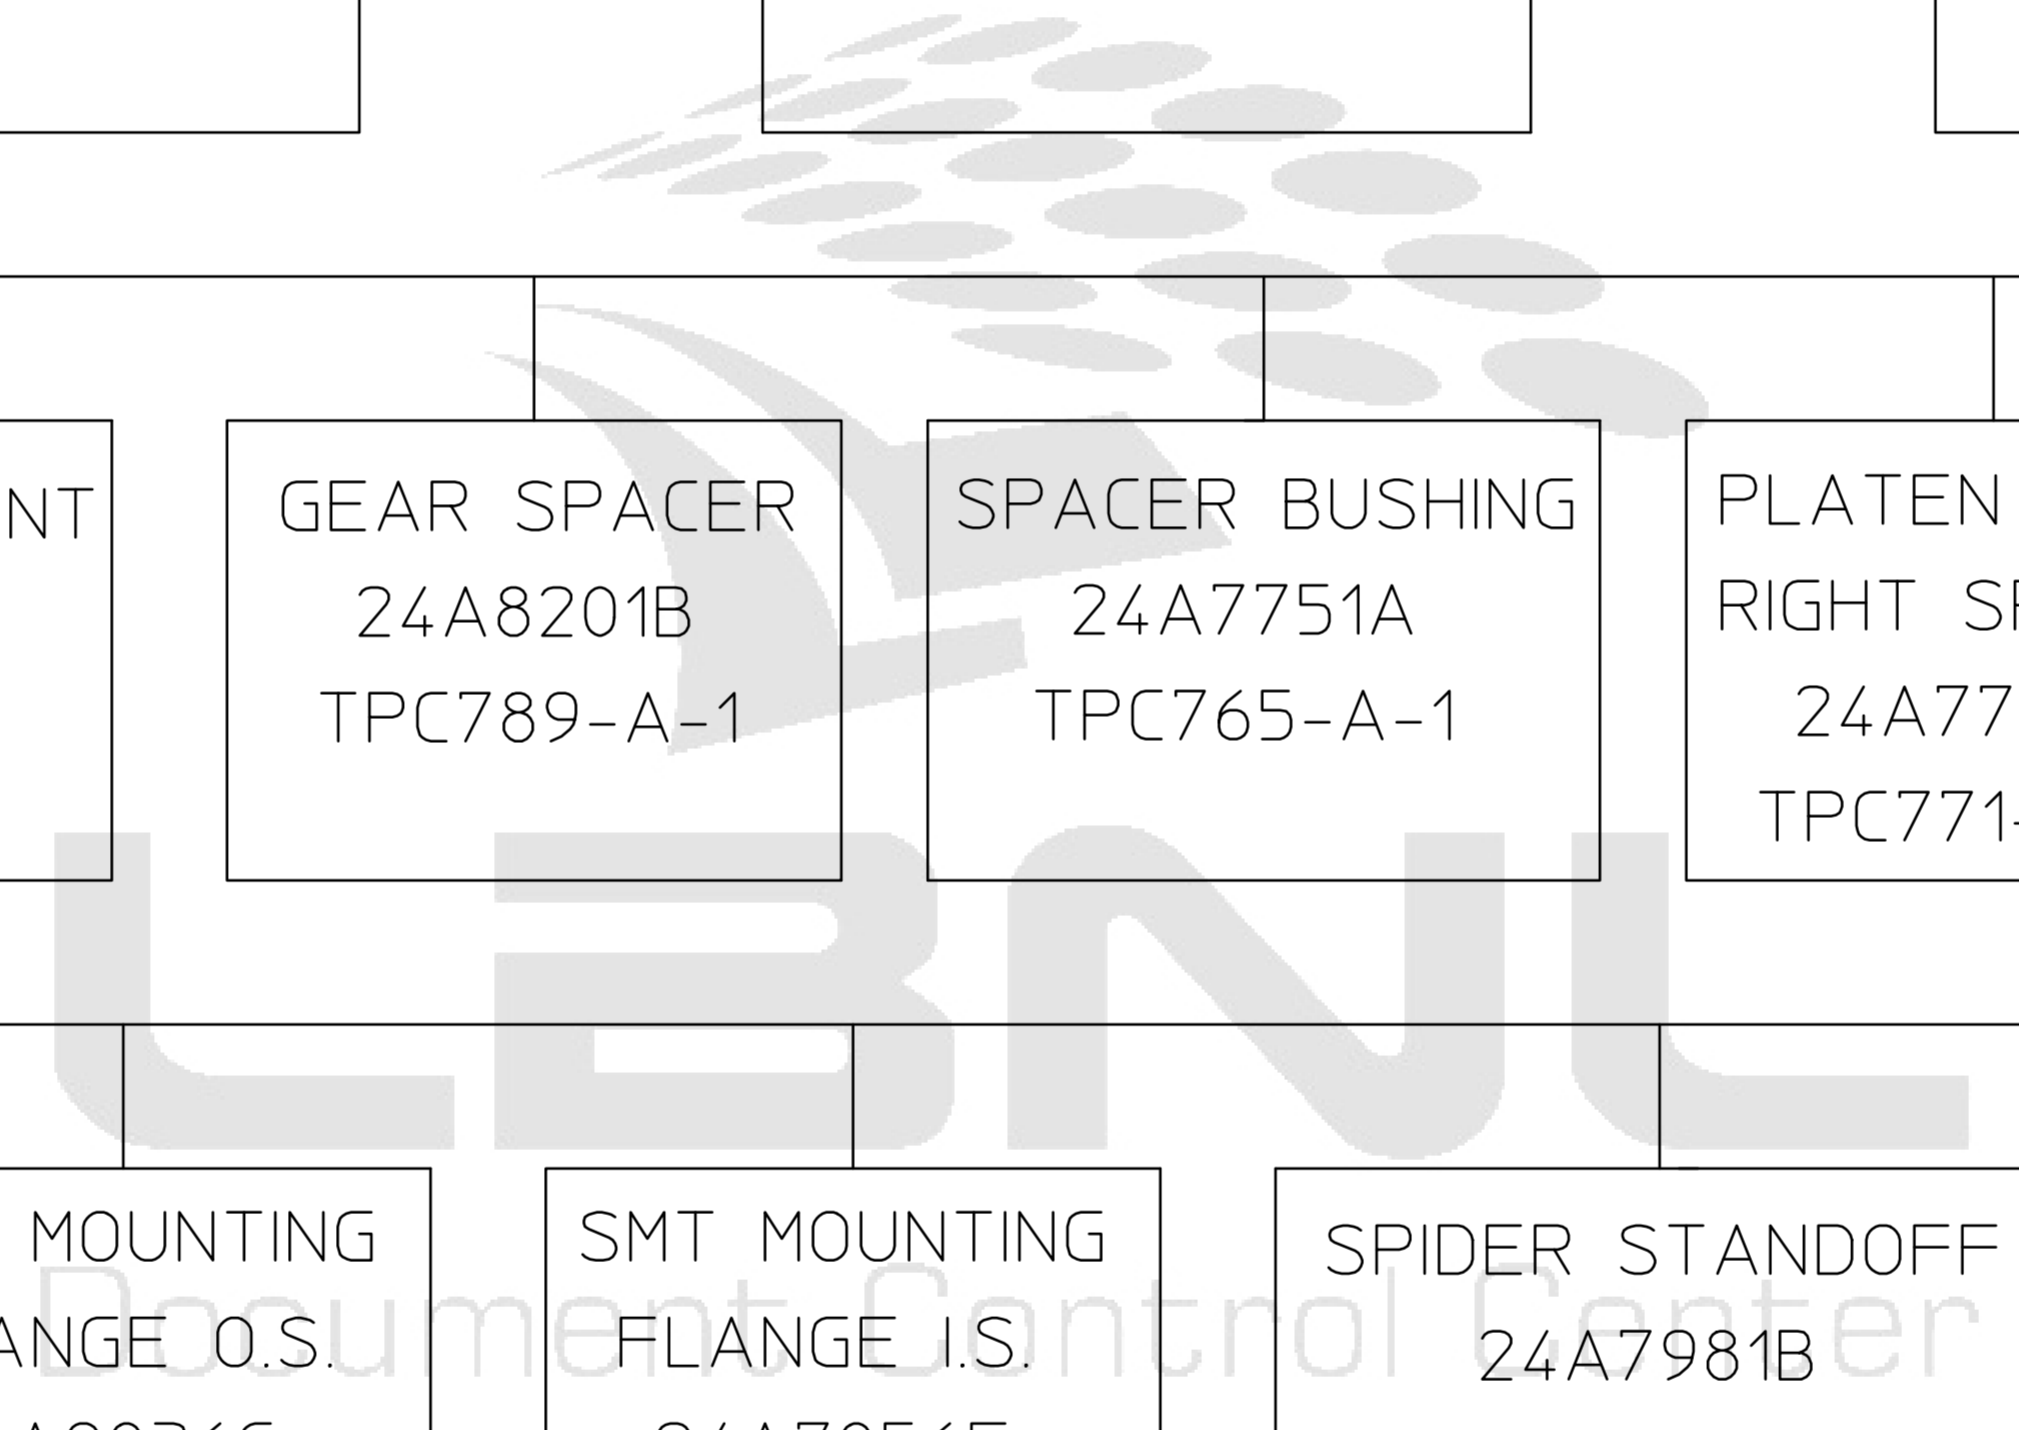 NT
GEAR SPACER
24A8201B
TPC789-A-1
SPACER BUSHING
24A7751A
TPC765-A-1
PLATEN
RIGHT
24A77
TPC771-
MOUNTING
ANGE O.S.
SMT MOUNTING
FLANGE I.S.
SPIDER STANDOFF
24A7981B
LBNL
Document Control Center